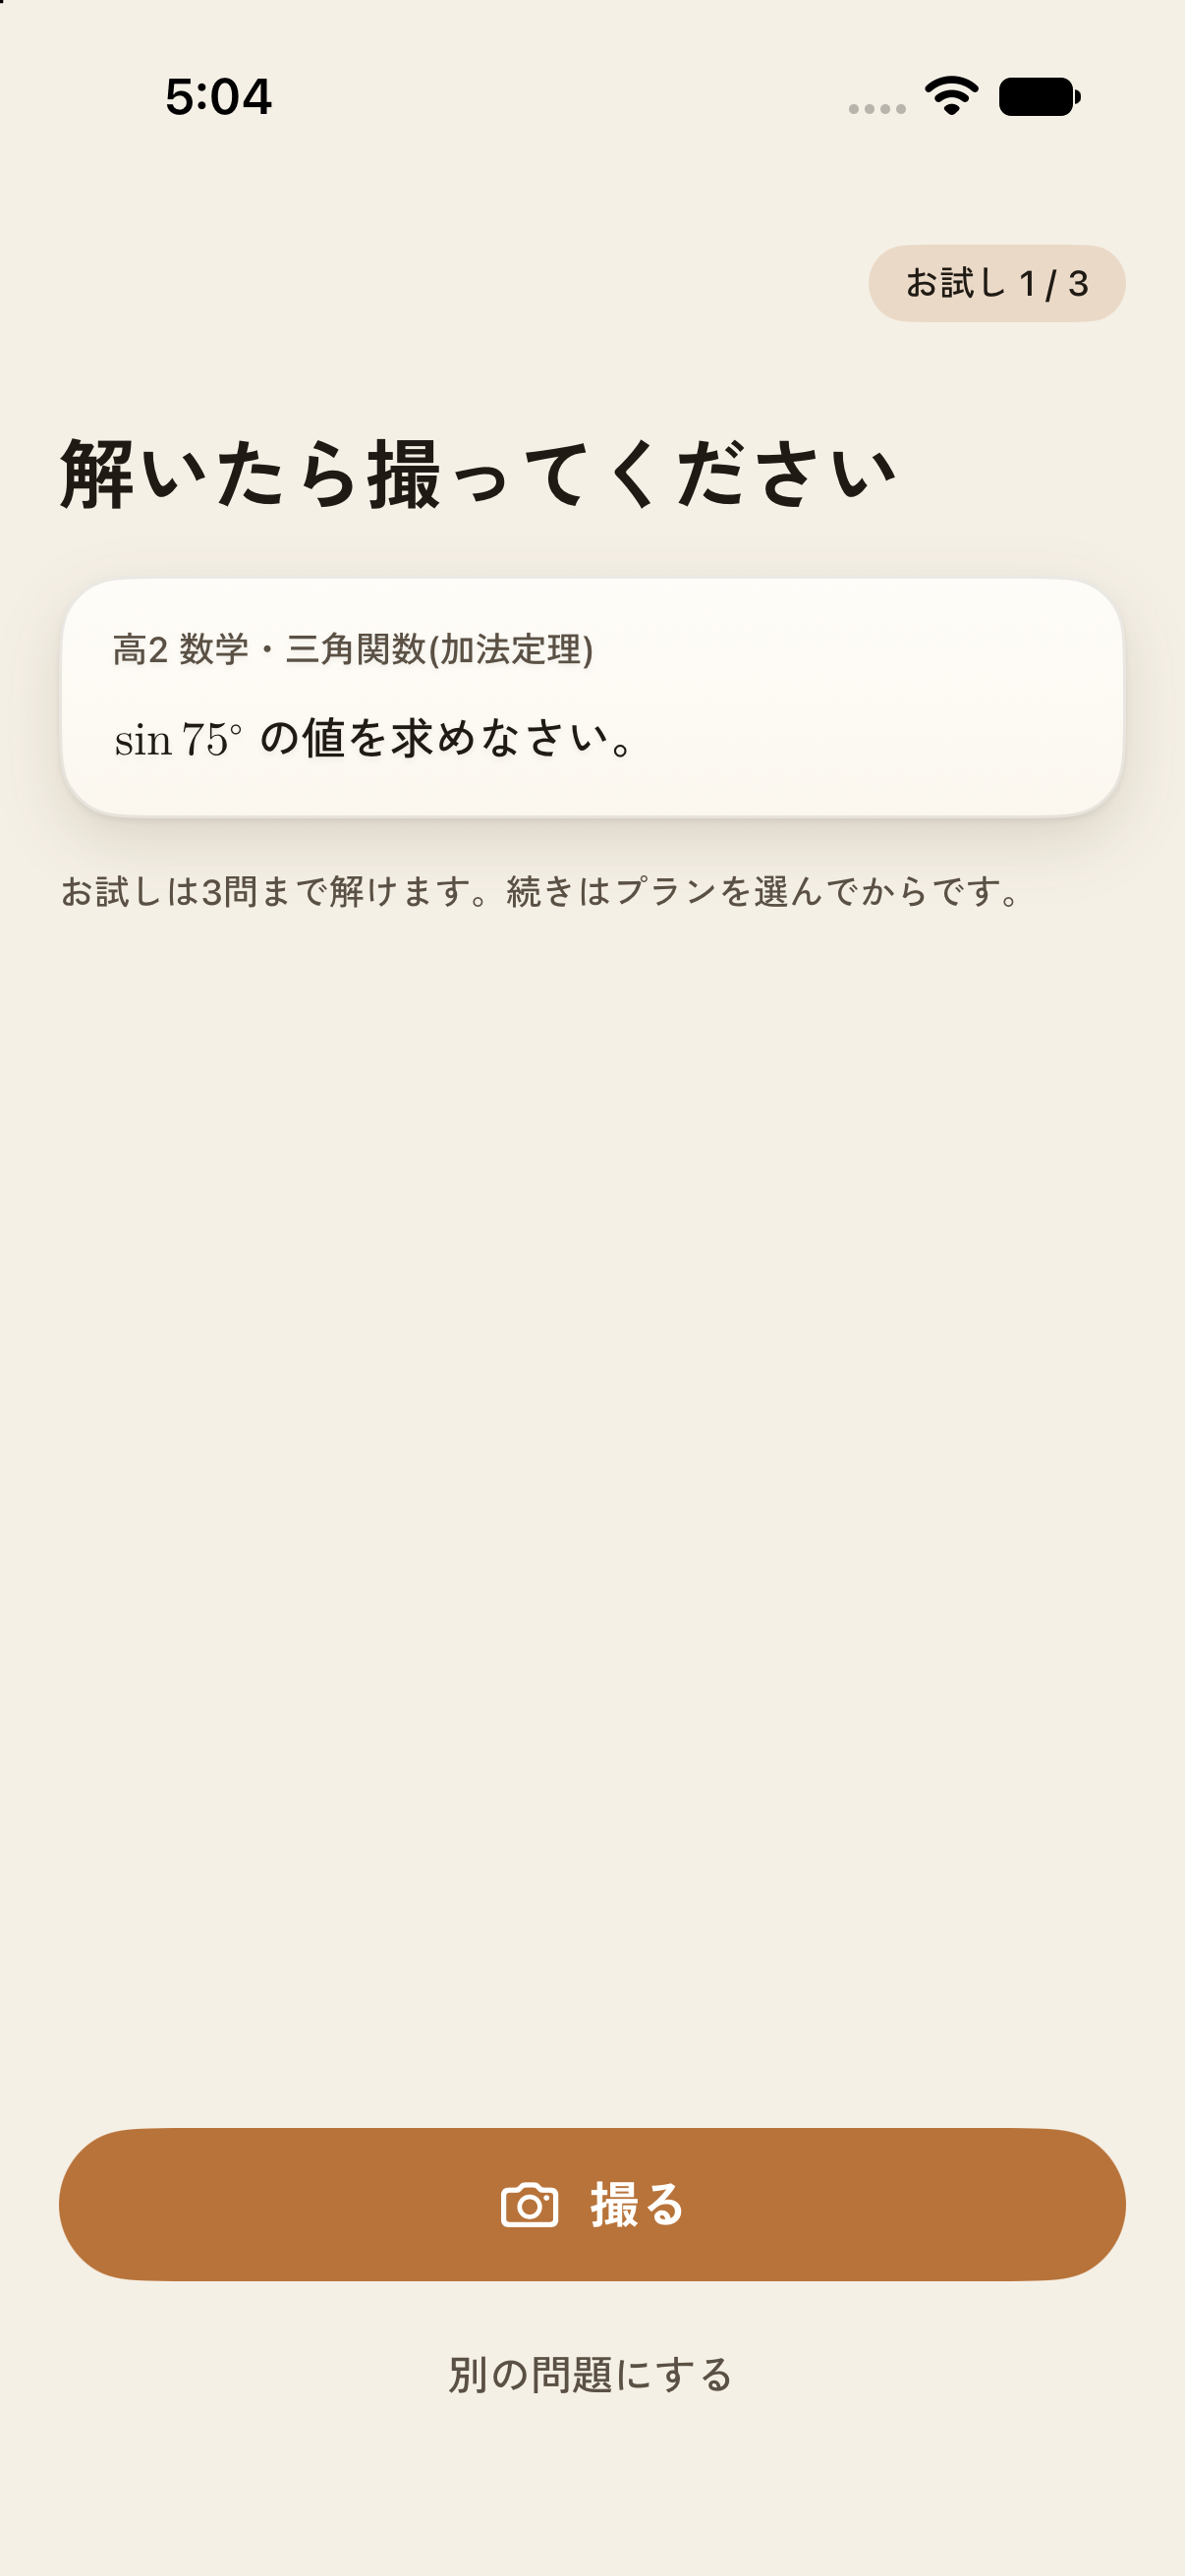 5:04
お試し 1 / 3
解いたら撮ってください
高2 数学・三角関数(加法定理)
sin 75° の値を求めなさい。
お試しは3問まで解けます。続きはプランを選んでからです。
撮る
別の問題にする